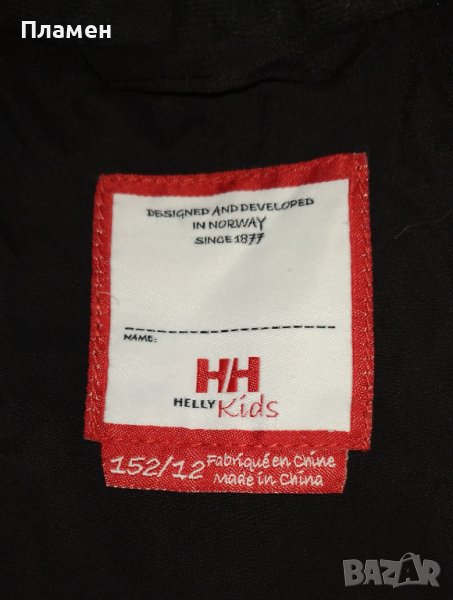 Пламен
DESIGNED AND DEVELOPED
IN NORWAY
SINCE 1877
NAME:
HH
HELLY Kids
152/12 Fabriqué en Chine
Made in China
BAZAR